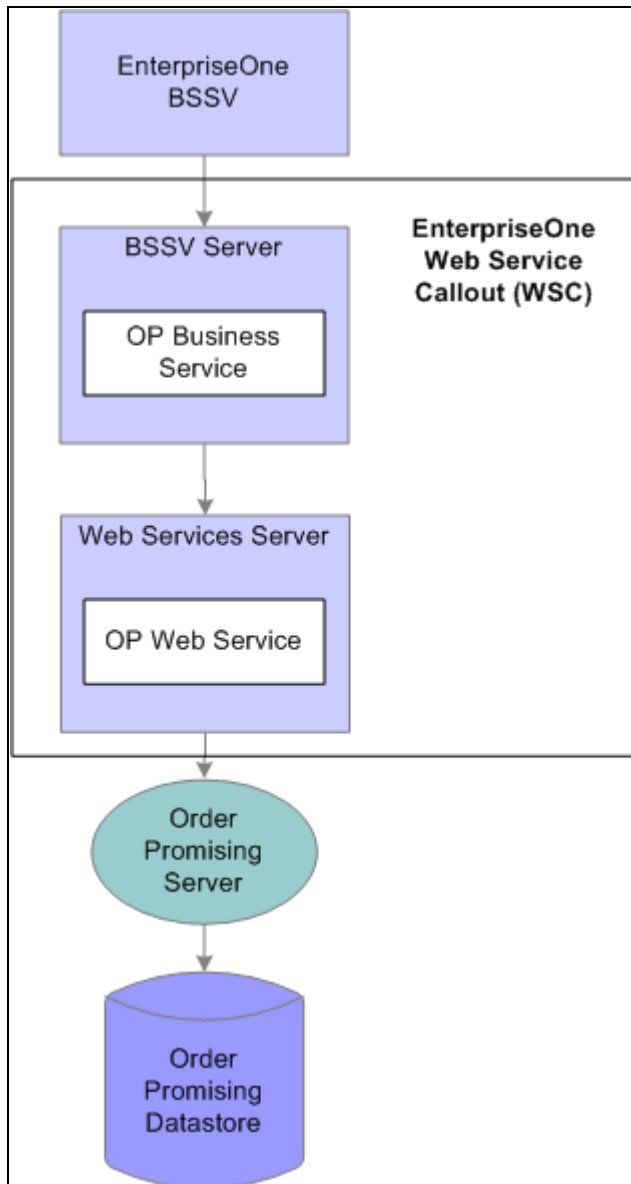 EnterpriseOne
BSSV
BSSV Server
EnterpriseOne
Web Service
Callout (WSC)
OP Business
Service
Web Services Server
OP Web Service
Order
Promising
Server
Order
Promising
Datastore